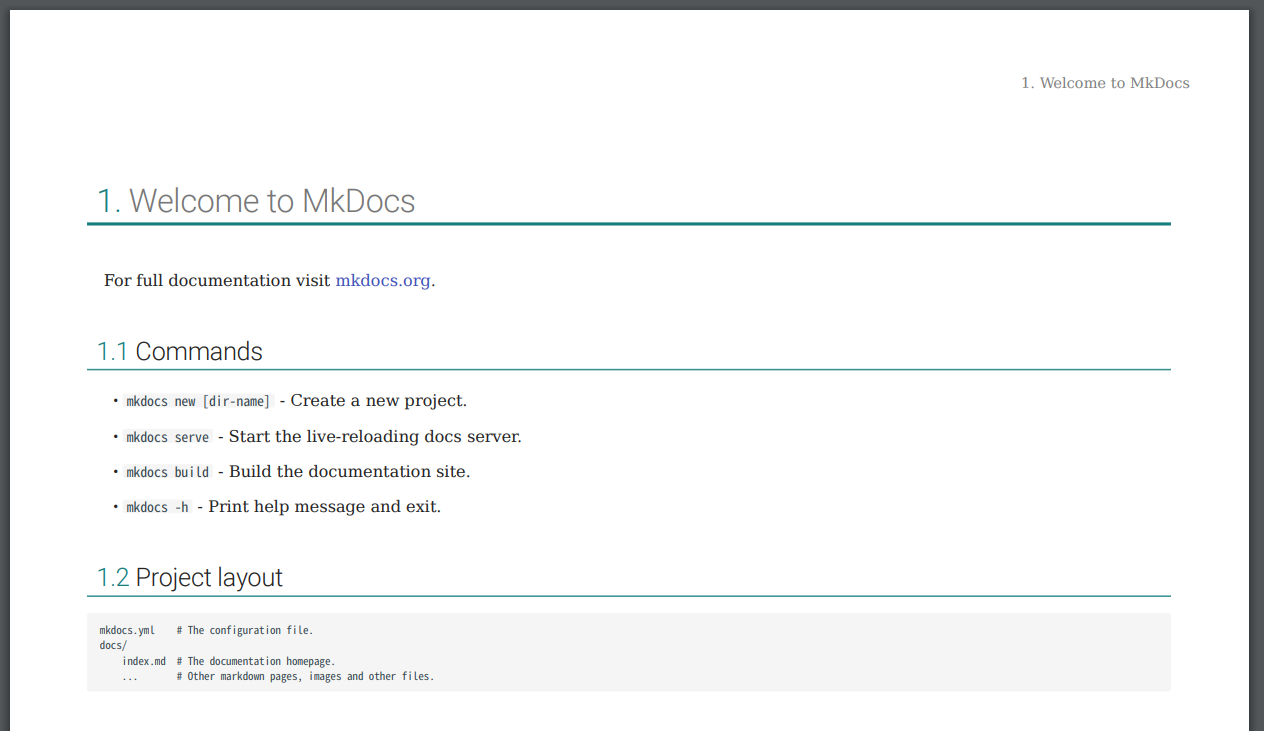 1. Welcome to MkDocs
1. Welcome to MkDocs
For full documentation visit mkdocs.org.
1.1 Commands
• mkdocs new [dir-name] - Create a new project.
• mkdocs serve - Start the live-reloading docs server.
• mkdocs build - Build the documentation site.
• mkdocs -h - Print help message and exit.
1.2 Project layout
mkdocs.yml    # The configuration file.
docs/
    index.md  # The documentation homepage.
    ...       # Other markdown pages, images and other files.